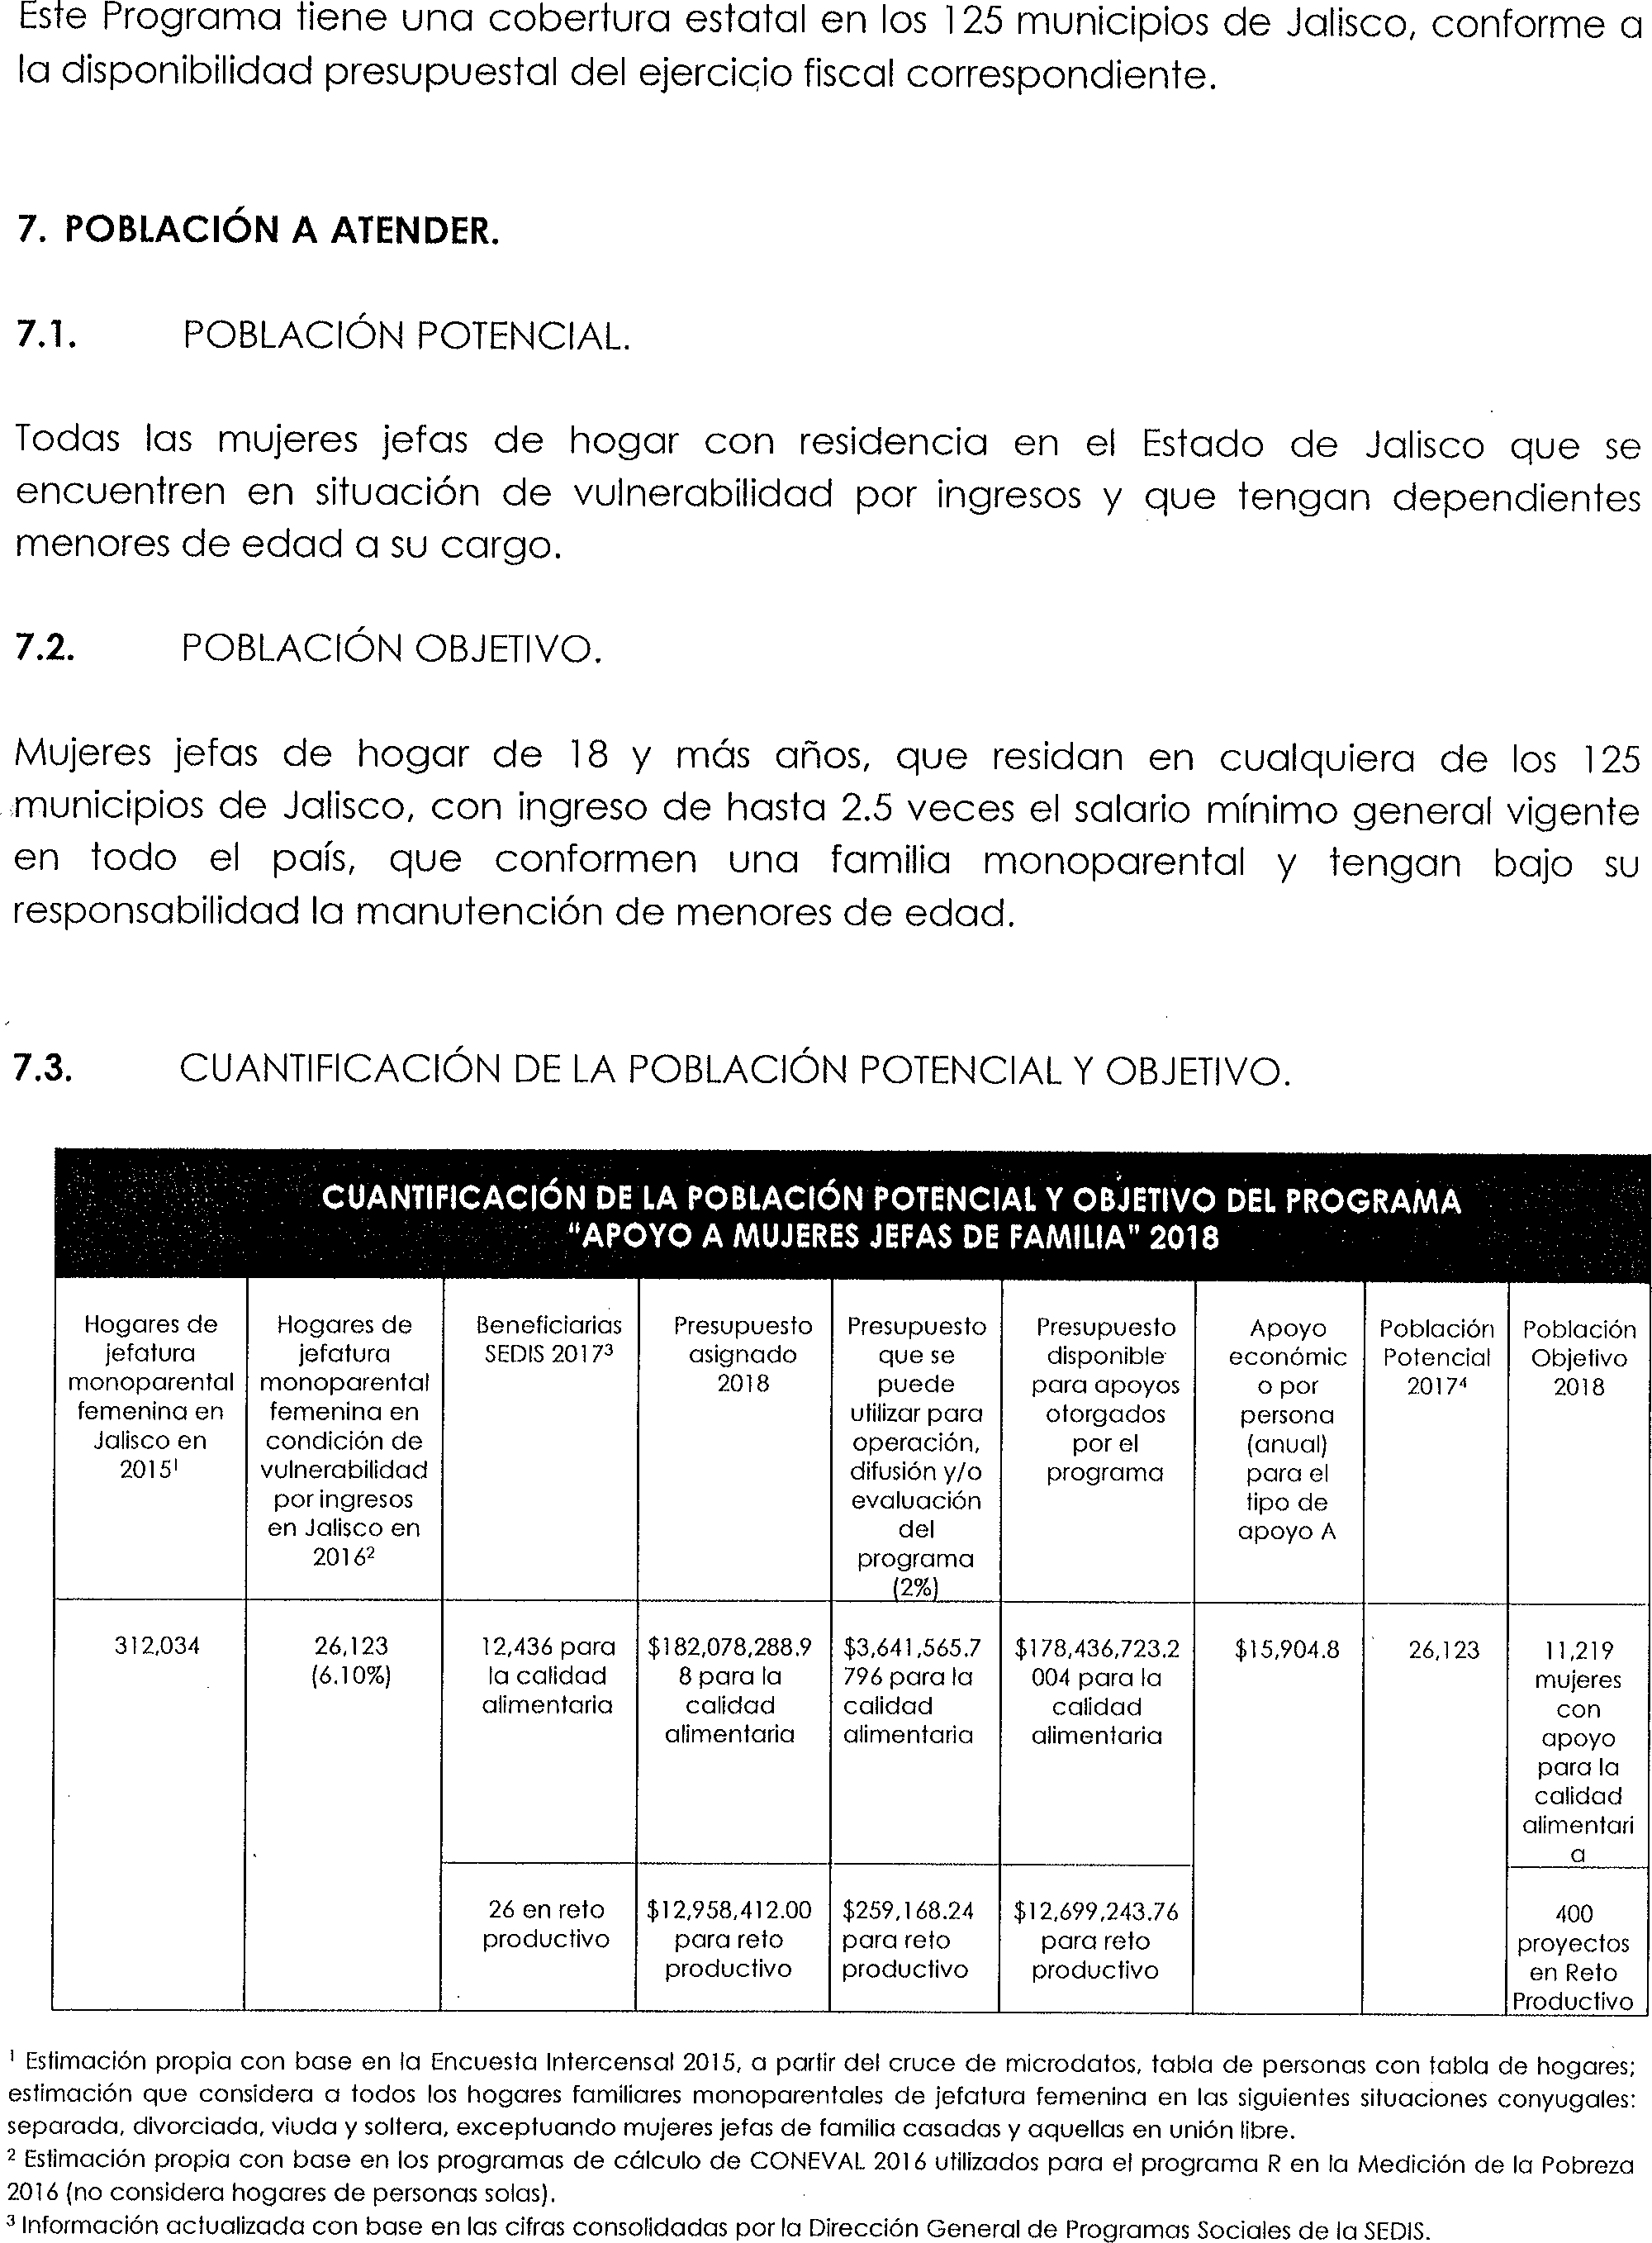 Este Programa tiene una cobertura estatal en los 125 municipios de Jalisco, conforme a
la disponibilidad presupuestal del ejercicio fiscal correspondiente.
7. POBLACIÓN A ATENDER.
7.1. POBLACIÓN POTENCIAL.
Todas las mujeres jefas de hogar con residencia en el Estado de Jalisco que se
encuentren en situación de vulnerabilidad por ingresos y que tengan dependientes
menores de edad a su cargo.
7.2. POBLACIÓN OBJETIVO.
Mujeres jefas de hogar de 18 y más años, que residan en cualquiera de los 125
municipios de Jalisco, con ingreso de hasta 2.5 veces el salario mínimo general vigente
en todo el país, que conformen una familia monoparental y tengan bajo su
responsabilidad la manutención de menores de edad.
7.3. CUANTIFICACIÓN DE LA POBLACIÓN POTENCIAL Y OBJETIVO.
CUANTIFICACIÓN DE LA POBLACIÓN POTENCIAL Y OBJETIVO DEL PROGRAMA
"APOYO A MUJERES JEFAS DE FAMILIA" 2018
Hogares de
jefatura
monoparental
femenina en
Jalisco en
2015¹
Hogares de
jefatura
monoparental
femenina en
condición de
vulnerabilidad
por ingresos
en Jalisco en
2016²
Beneficiarias
SEDIS 2017³
Presupuesto
asignado
2018
Presupuesto
que se
puede
utilizar para
operación,
difusión y/o
evaluación
del
programa
(2%)
Presupuesto
disponible
para apoyos
otorgados
por el
programa
Apoyo
económic
o por
persona
(anual)
para el
tipo de
apoyo A
Población
Potencial
2017⁴
Población
Objetivo
2018
312,034
26,123
(6.10%)
12,436 para
la calidad
alimentaria
$182,078,288.9
8 para la
calidad
alimentaria
$3,641,565.7
796 para la
calidad
alimentaria
$178,436,723.2
004 para la
calidad
alimentaria
$15,904.8
26,123
11,219
mujeres
con
apoyo
para la
calidad
alimentari
a
26 en reto
productivo
$12,958,412.00
para reto
productivo
$259,168.24
para reto
productivo
$12,699,243.76
para reto
productivo
400
proyectos
en Reto
Productivo
¹ Estimación propia con base en la Encuesta Intercensal 2015, a partir del cruce de microdatos, tabla de personas con tabla de hogares;
estimación que considera a todos los hogares familiares monoparentales de jefatura femenina en las siguientes situaciones conyugales:
separada, divorciada, viuda y soltera, exceptuando mujeres jefas de familia casadas y aquellas en unión libre.
² Estimación propia con base en los programas de cálculo de CONEVAL 2016 utilizados para el programa R en la Medición de la Pobreza
2016 (no considera hogares de personas solas).
³ Información actualizada con base en las cifras consolidadas por la Dirección General de Programas Sociales de la SEDIS.